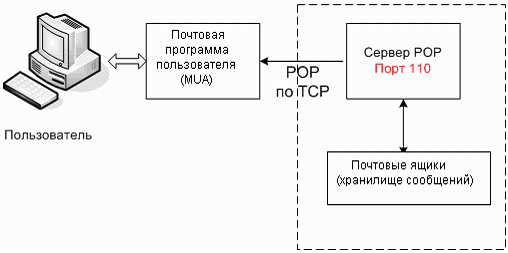 Пользователь
Почтовая
программа
пользователя
(MUA)
POP
по TCP
Сервер POP
Порт 110
Почтовые ящики
(хранилище сообщений)